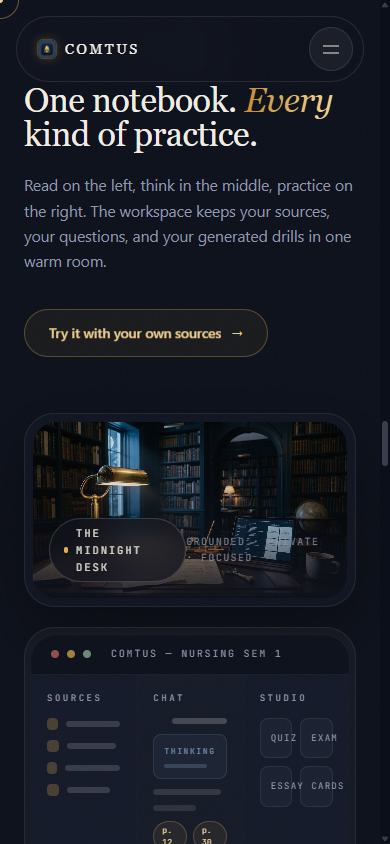 COMTUS
One notebook. Every
kind of practice.
Read on the left, think in the middle, practice on
the right. The workspace keeps your sources,
your questions, and your generated drills in one
warm room.
Try it with your own sources →
THE
MIDNIGHT
DESK
GROUNDED ·
· FOCUSED
COMTUS — NURSING SEM 1
SOURCES
CHAT
STUDIO
THINKING
QUIZ
EXAM
ESSAY
CARDS
p.
12
p.
30